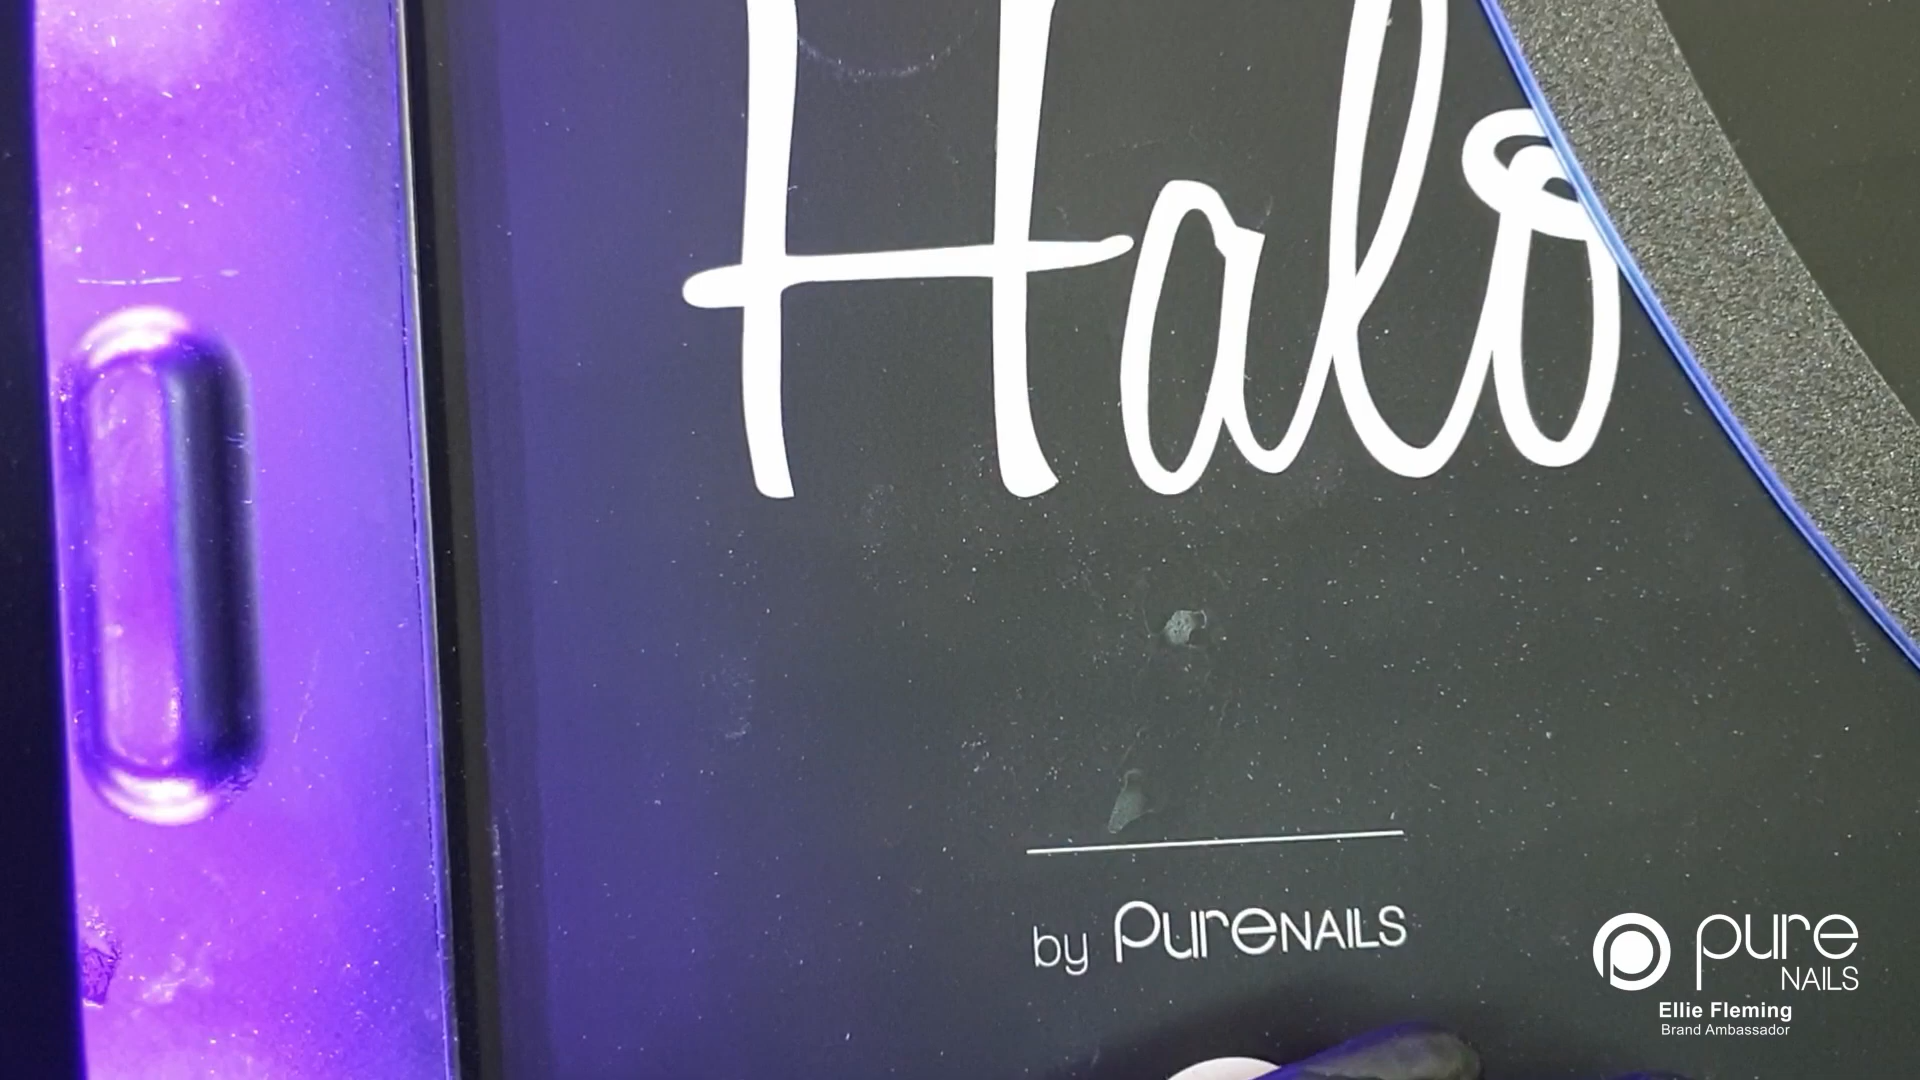 Halo
by PureNAILS
pure
NAILS
Ellie Fleming
Brand Ambassador